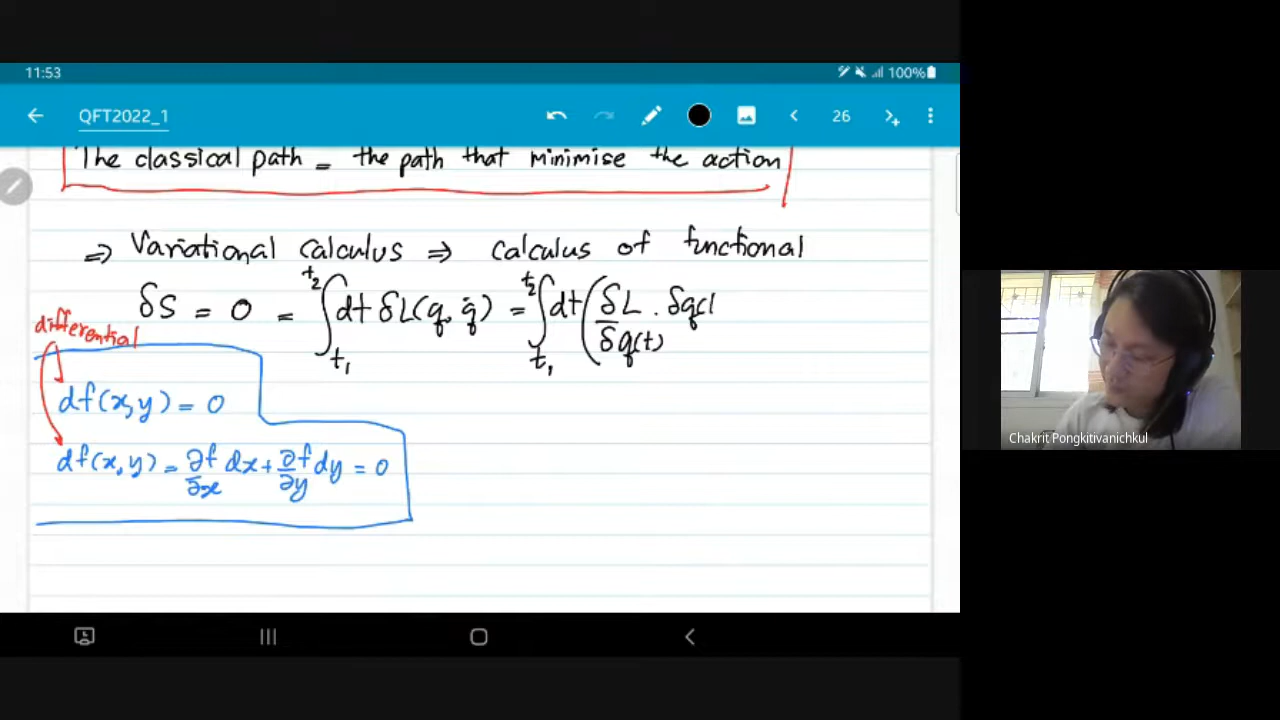 11:53 100%
QFT2022_1 26
The classical path = the path that minimise the action
⇒ Variational calculus ⇒ calculus of functional
δS = 0 = ∫_{t₁}^{t₂} dt δL(q, q̇) = ∫_{t₁}^{t₂} dt ( δL/δq(t) · δq(
differential
df(x,y) = 0
df(x,y) = ∂f/∂x dx + ∂f/∂y dy = 0
Chakrit Pongkitivanichkul